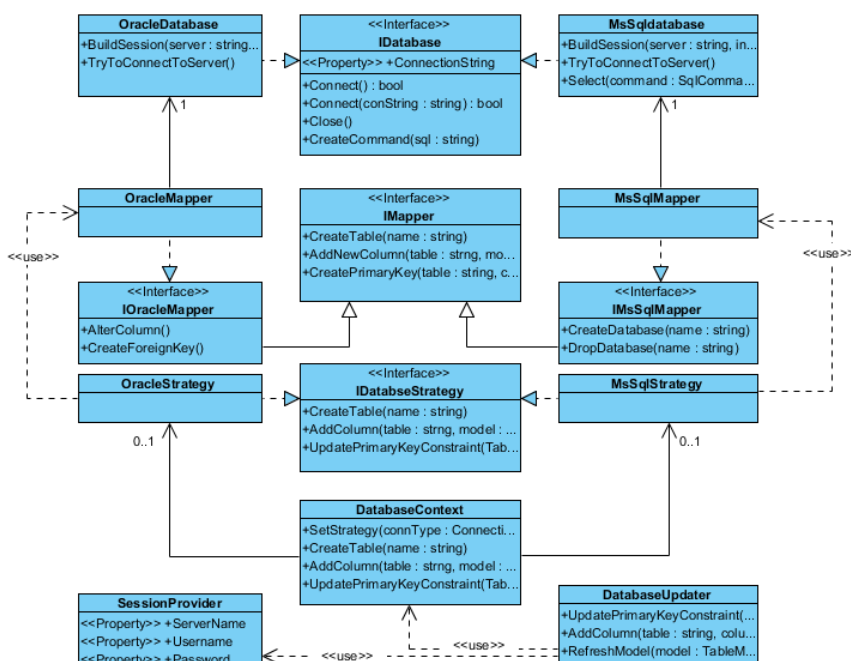 OracleDatabase
+BuildSession(server : string...
+TryToConnectToServer()
<<Interface>>
IDatabase
<<Property>> +ConnectionString
+Connect() : bool
+Connect(conString : string) : bool
+Close()
+CreateCommand(sql : string)
MsSqldatabase
+BuildSession(server : string, in...
+TryToConnectToServer()
+Select(command : SqlComma...
1
1
OracleMapper
<<Interface>>
IMapper
+CreateTable(name : string)
+AddNewColumn(table : strng, mo...
+CreatePrimaryKey(table : string, c...
MsSqlMapper
<<use>>
<<use>>
<<Interface>>
IOracleMapper
+AlterColumn()
+CreateForeignKey()
<<Interface>>
IMsSqlMapper
+CreateDatabase(name : string)
+DropDatabase(name : string)
OracleStrategy
<<Interface>>
IDatabseStrategy
+CreateTable(name : string)
+AddColumn(table : strng, model : ...
+UpdatePrimaryKeyConstraint(Tab...
MsSqlStrategy
0..1
0..1
DatabaseContext
+SetStrategy(connType : Connecti...
+CreateTable(name : string)
+AddColumn(table : strng, model : ...
+UpdatePrimaryKeyConstraint(Tab...
SessionProvider
<<Property>> +ServerName
<<Property>> +Username
<<Property>> +Password
DatabaseUpdater
+UpdatePrimaryKeyConstraint(...
+AddColumn(table : string, colu...
+RefreshModel(model : TableM...
<<use>>
<<use>>